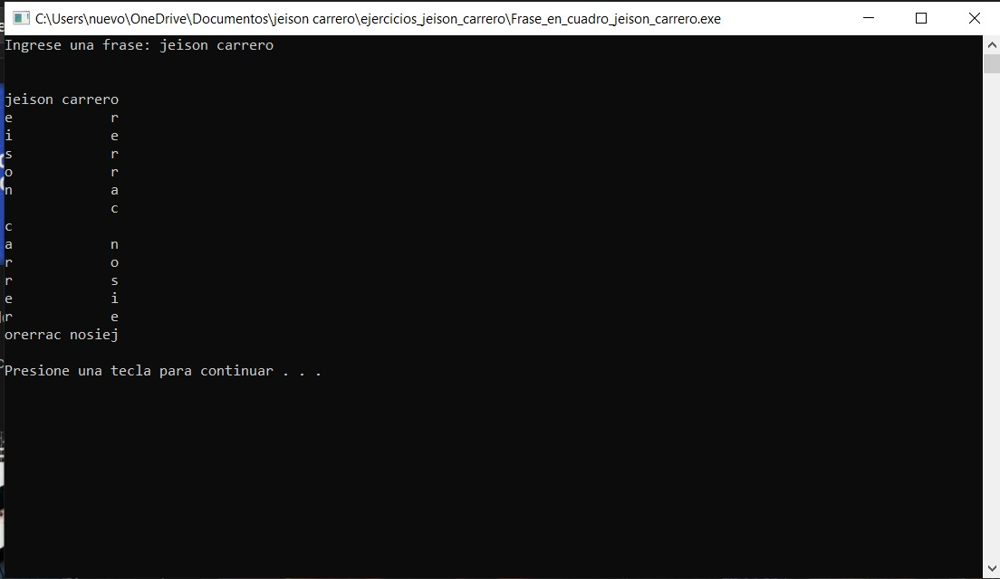 C:\Users\nuevo\OneDrive\Documentos\jeison carrero\ejercicios_jeison_carrero\Frase_en_cuadro_jeison_carrero.exe
Ingrese una frase: jeison carrero
jeison carrero
e            r
i            e
s            r
o            r
n            a
             c
c
a            n
r            o
r            s
e            i
r            e
orerrac nosiej
Presione una tecla para continuar . . .